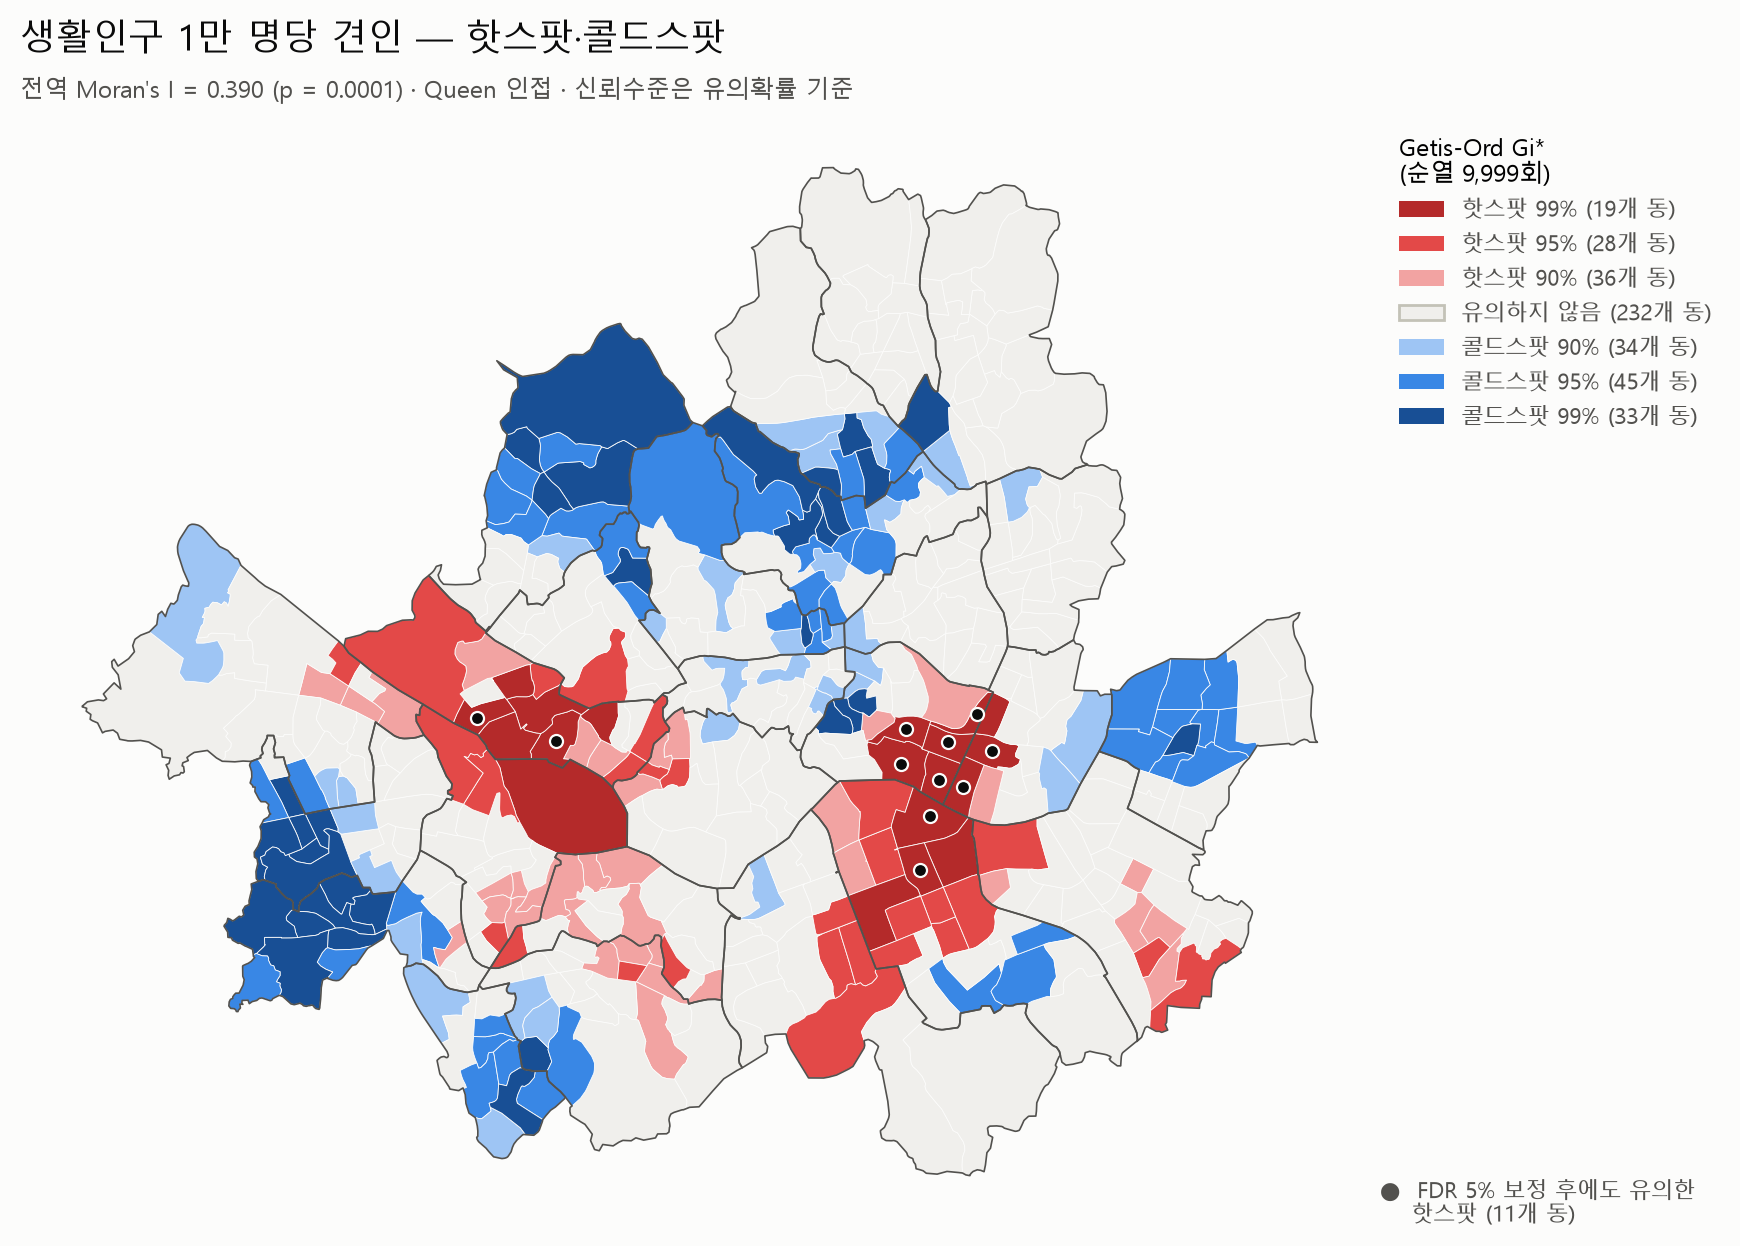 생활인구 1만 명당 견인 — 핫스팟·콜드스팟
전역 Moran's I = 0.390 (p = 0.0001) · Queen 인접 · 신뢰수준은 유의확률 기준
Getis-Ord Gi*
(순열 9,999회)
핫스팟 99% (19개 동)
핫스팟 95% (28개 동)
핫스팟 90% (36개 동)
유의하지 않음 (232개 동)
콜드스팟 90% (34개 동)
콜드스팟 95% (45개 동)
콜드스팟 99% (33개 동)
FDR 5% 보정 후에도 유의한
핫스팟 (11개 동)